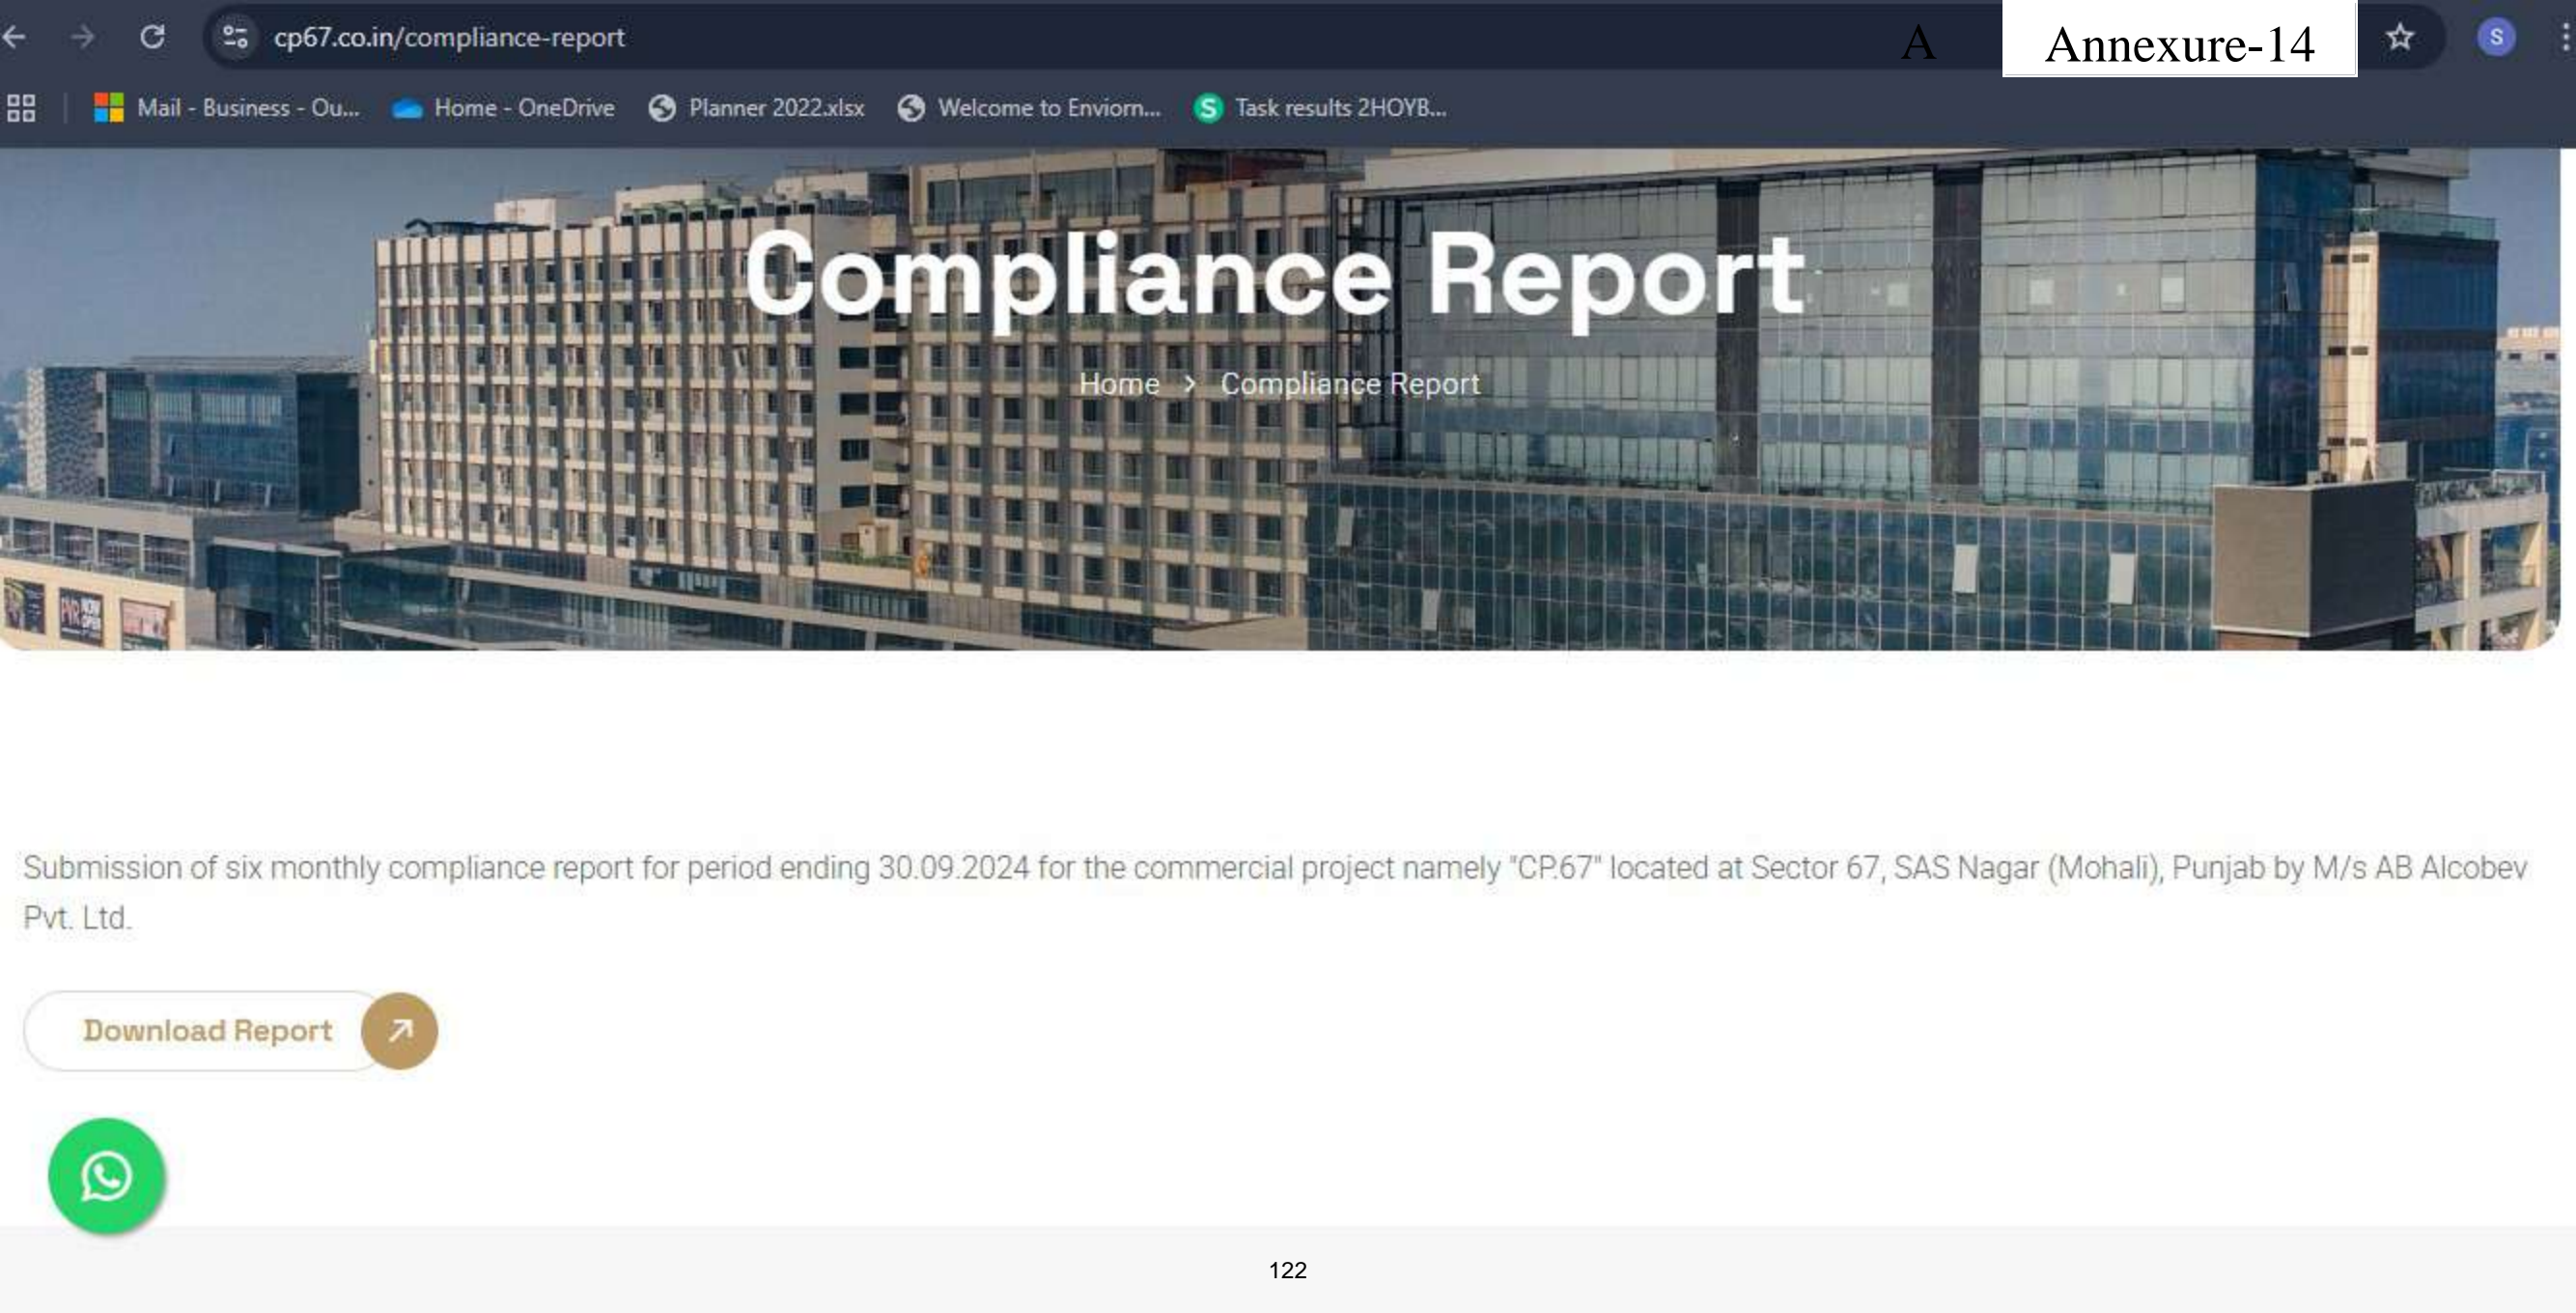 cp67.co.in/compliance-report
A
Annexure-14
S
Mail - Business - Ou...
Home - OneDrive
Planner 2022.xlsx
Welcome to Enviorn...
S
Task results 2HOYB...
Compliance Report
Home > Compliance Report
PVR NOW OPEN
Submission of six monthly compliance report for period ending 30.09.2024 for the commercial project namely "CP.67" located at Sector 67, SAS Nagar (Mohali), Punjab by M/s AB Alcobev
Pvt. Ltd.
Download Report
122